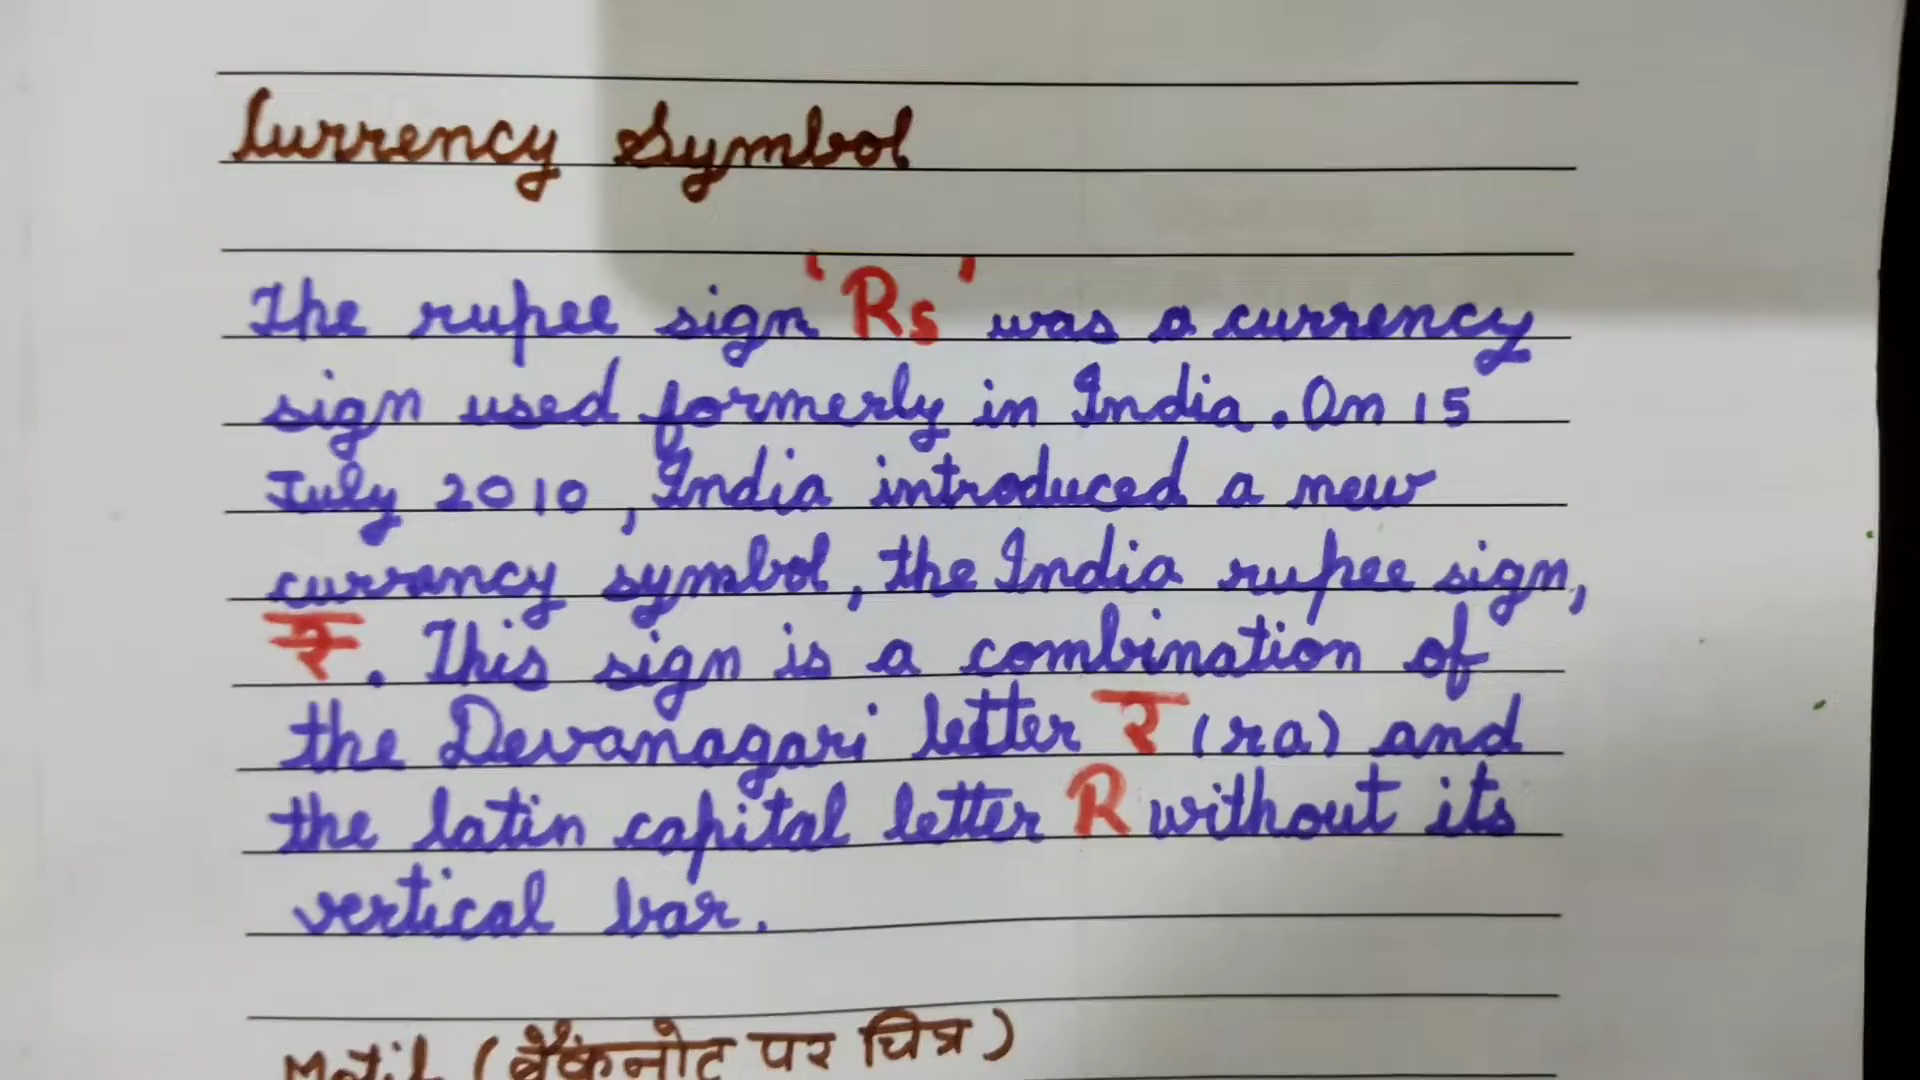 Currency Symbol
The rupee sign 'Rs' was a currency
sign used formerly in India. On 15
July 2010, India introduced a new
currency symbol, the India rupee sign,
₹. This sign is a combination of
the Devanagari letter र (ra) and
the latin capital letter R without its
vertical bar.
Motif (बैंकनोट पर चित्र)